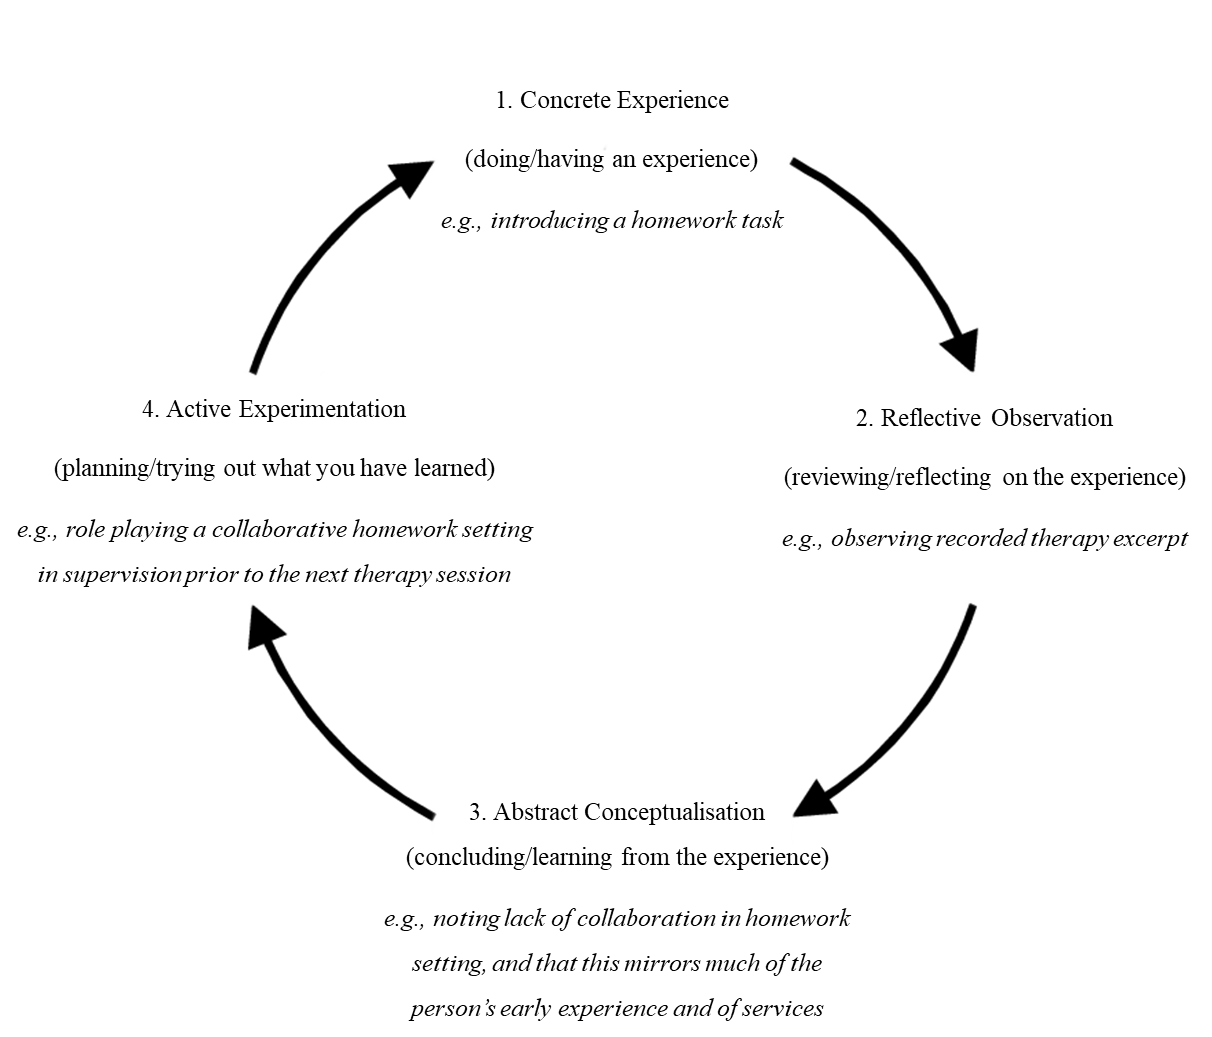 1. Concrete Experience
(doing/having an experience)
e.g., introducing a homework task
2. Reflective Observation
(reviewing/reflecting on the experience)
e.g., observing recorded therapy excerpt
3. Abstract Conceptualisation
(concluding/learning from the experience)
e.g., noting lack of collaboration in homework
setting, and that this mirrors much of the
person’s early experience and of services
4. Active Experimentation
(planning/trying out what you have learned)
e.g., role playing a collaborative homework setting
in supervision prior to the next therapy session